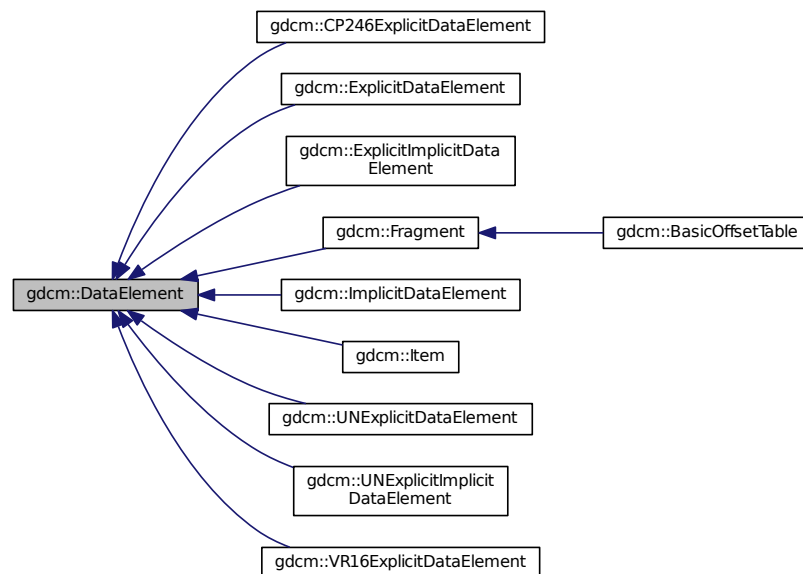 gdcm::CP246ExplicitDataElement
gdcm::ExplicitDataElement
gdcm::ExplicitImplicitData
Element
gdcm::Fragment
gdcm::BasicOffsetTable
gdcm::DataElement
gdcm::ImplicitDataElement
gdcm::Item
gdcm::UNExplicitDataElement
gdcm::UNExplicitImplicit
DataElement
gdcm::VR16ExplicitDataElement